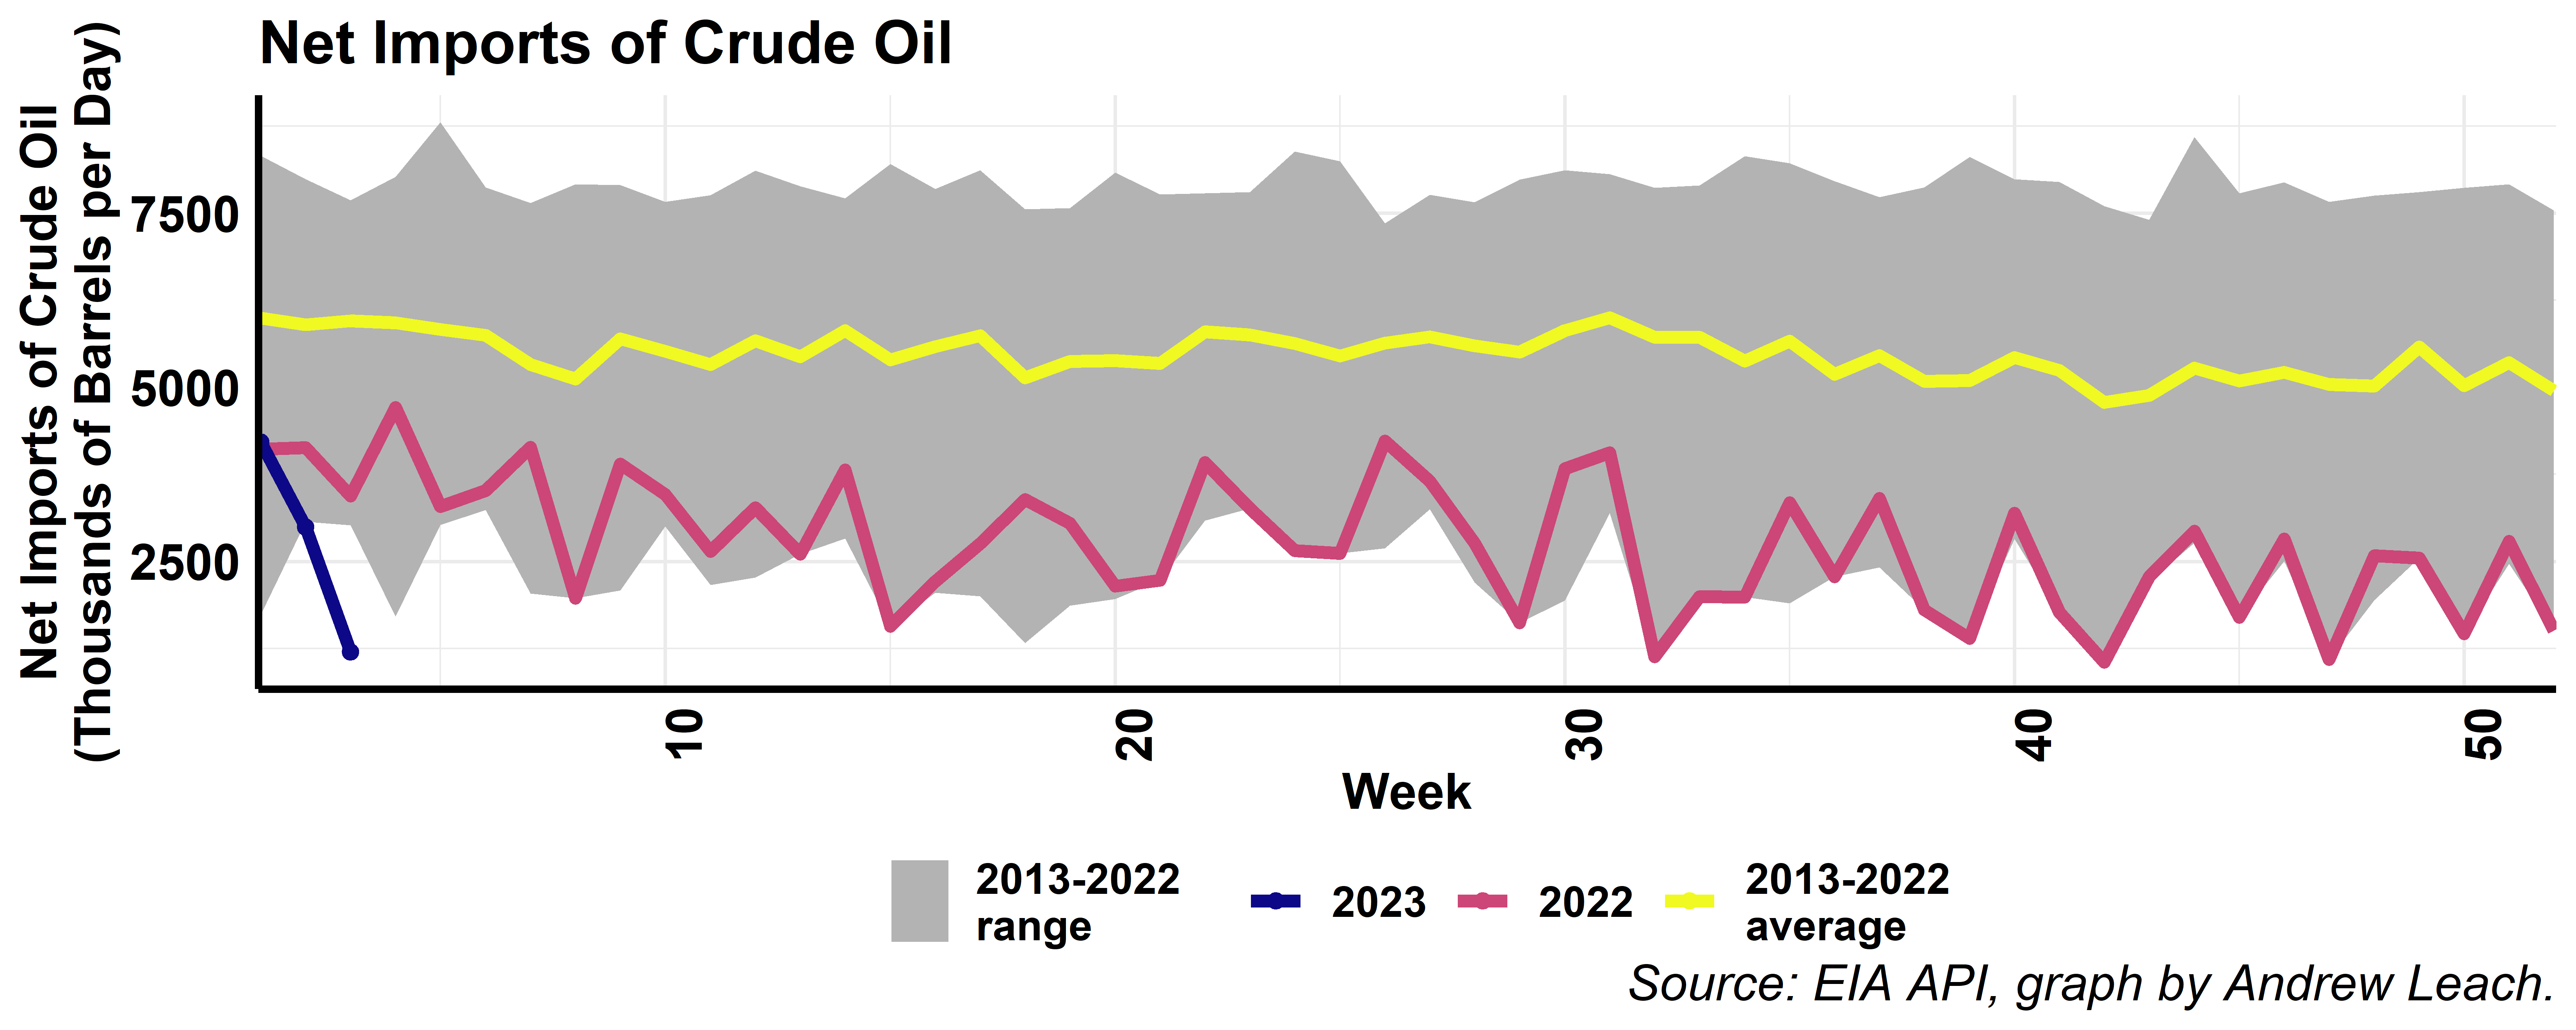 Net Imports of Crude Oil
Net Imports of Crude Oil
(Thousands of Barrels per Day)
7500
5000
2500
10
20
30
40
50
Week
2013-2022
range
2023
2022
2013-2022
average
Source: EIA API, graph by Andrew Leach.